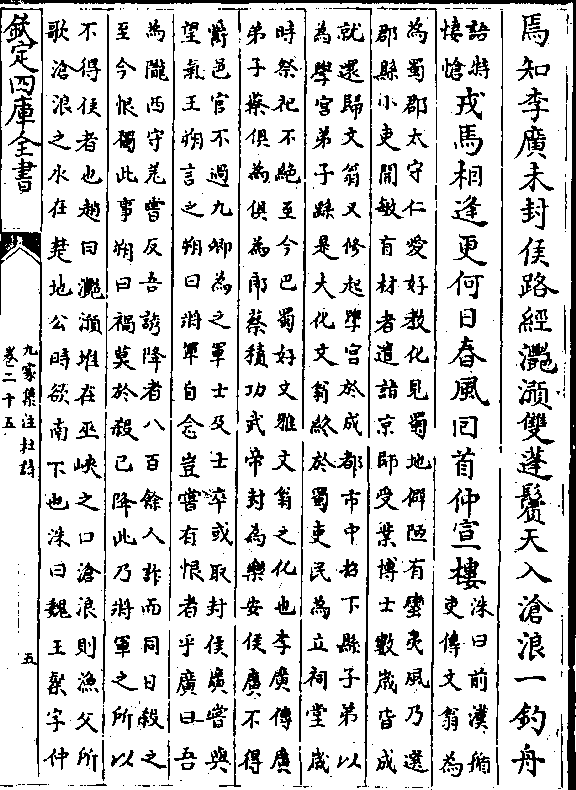 焉知李廣未封侯路經灧澦雙蓬鬢天入滄浪一釣舟
語特悽愴戎馬相逢更何日春風回首仲宣樓洙曰前漢循吏傳文翁為
為蜀郡太守仁愛好教化見蜀地僻陋有蠻夷風乃選
郡縣小吏開敏有材者遣詣京師受業博士數歲皆成
就還歸文翁又修起學宮於成都市中招下縣子弟以
為學宮弟子繇是大化文翁終於蜀吏民為立祠堂歲
時祭祀不絶至今巴蜀好文雅文翁之化也李廣傳廣
弟子蔡俱為俱為郎蔡積功武帝封為樂安侯廣不得
爵邑官不過九卿為之軍士及士卒或取封侯廣嘗與
望氣王朔言之朔曰將軍自念豈嘗有恨者乎廣曰吾
為隴西守羌嘗反吾誘降者八百餘人詐而同日殺之
至今恨獨此事朔曰禍莫於殺已降此乃將軍之所以
不得侯者也趙曰灧澦堆在巫峽之口滄浪則漁父所
歌滄浪之水在楚地公時欲南下也洙曰魏王粲字仲
欽定四庫全書
九家集注杜詩
卷二十五
五